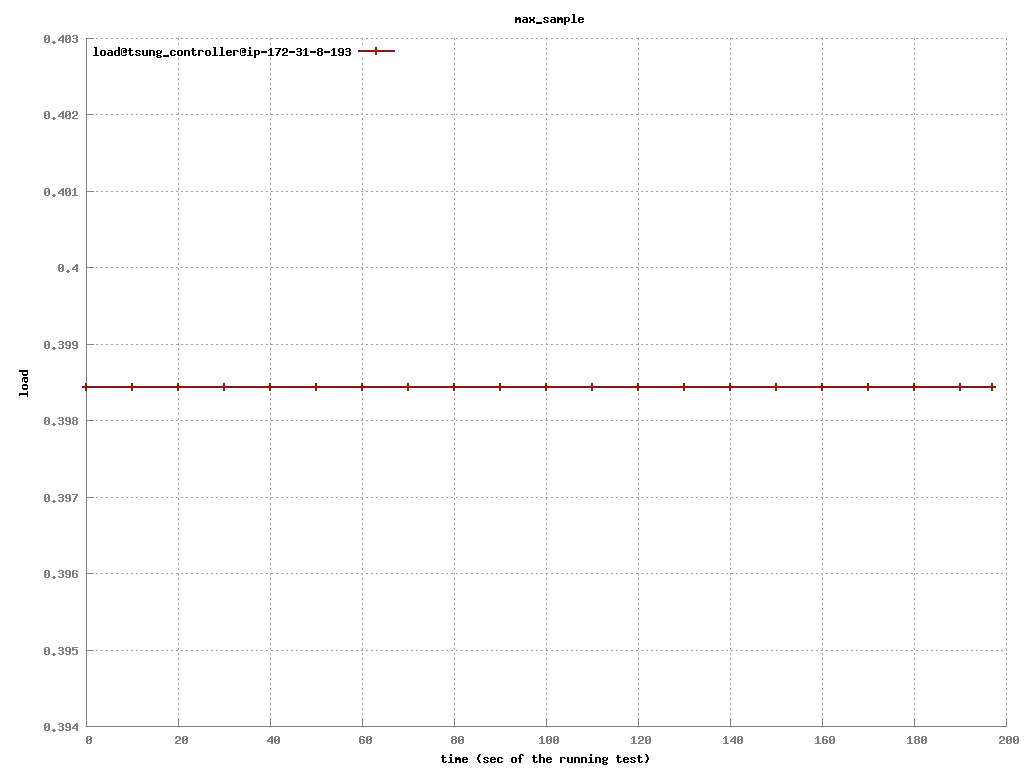 max_sample
load@tsung_controller@ip-172-31-8-193
0.403
0.402
0.401
0.4
0.399
0.398
0.397
0.396
0.395
0.394
load
0 20 40 60 80 100 120 140 160 180 200
time (sec of the running test)